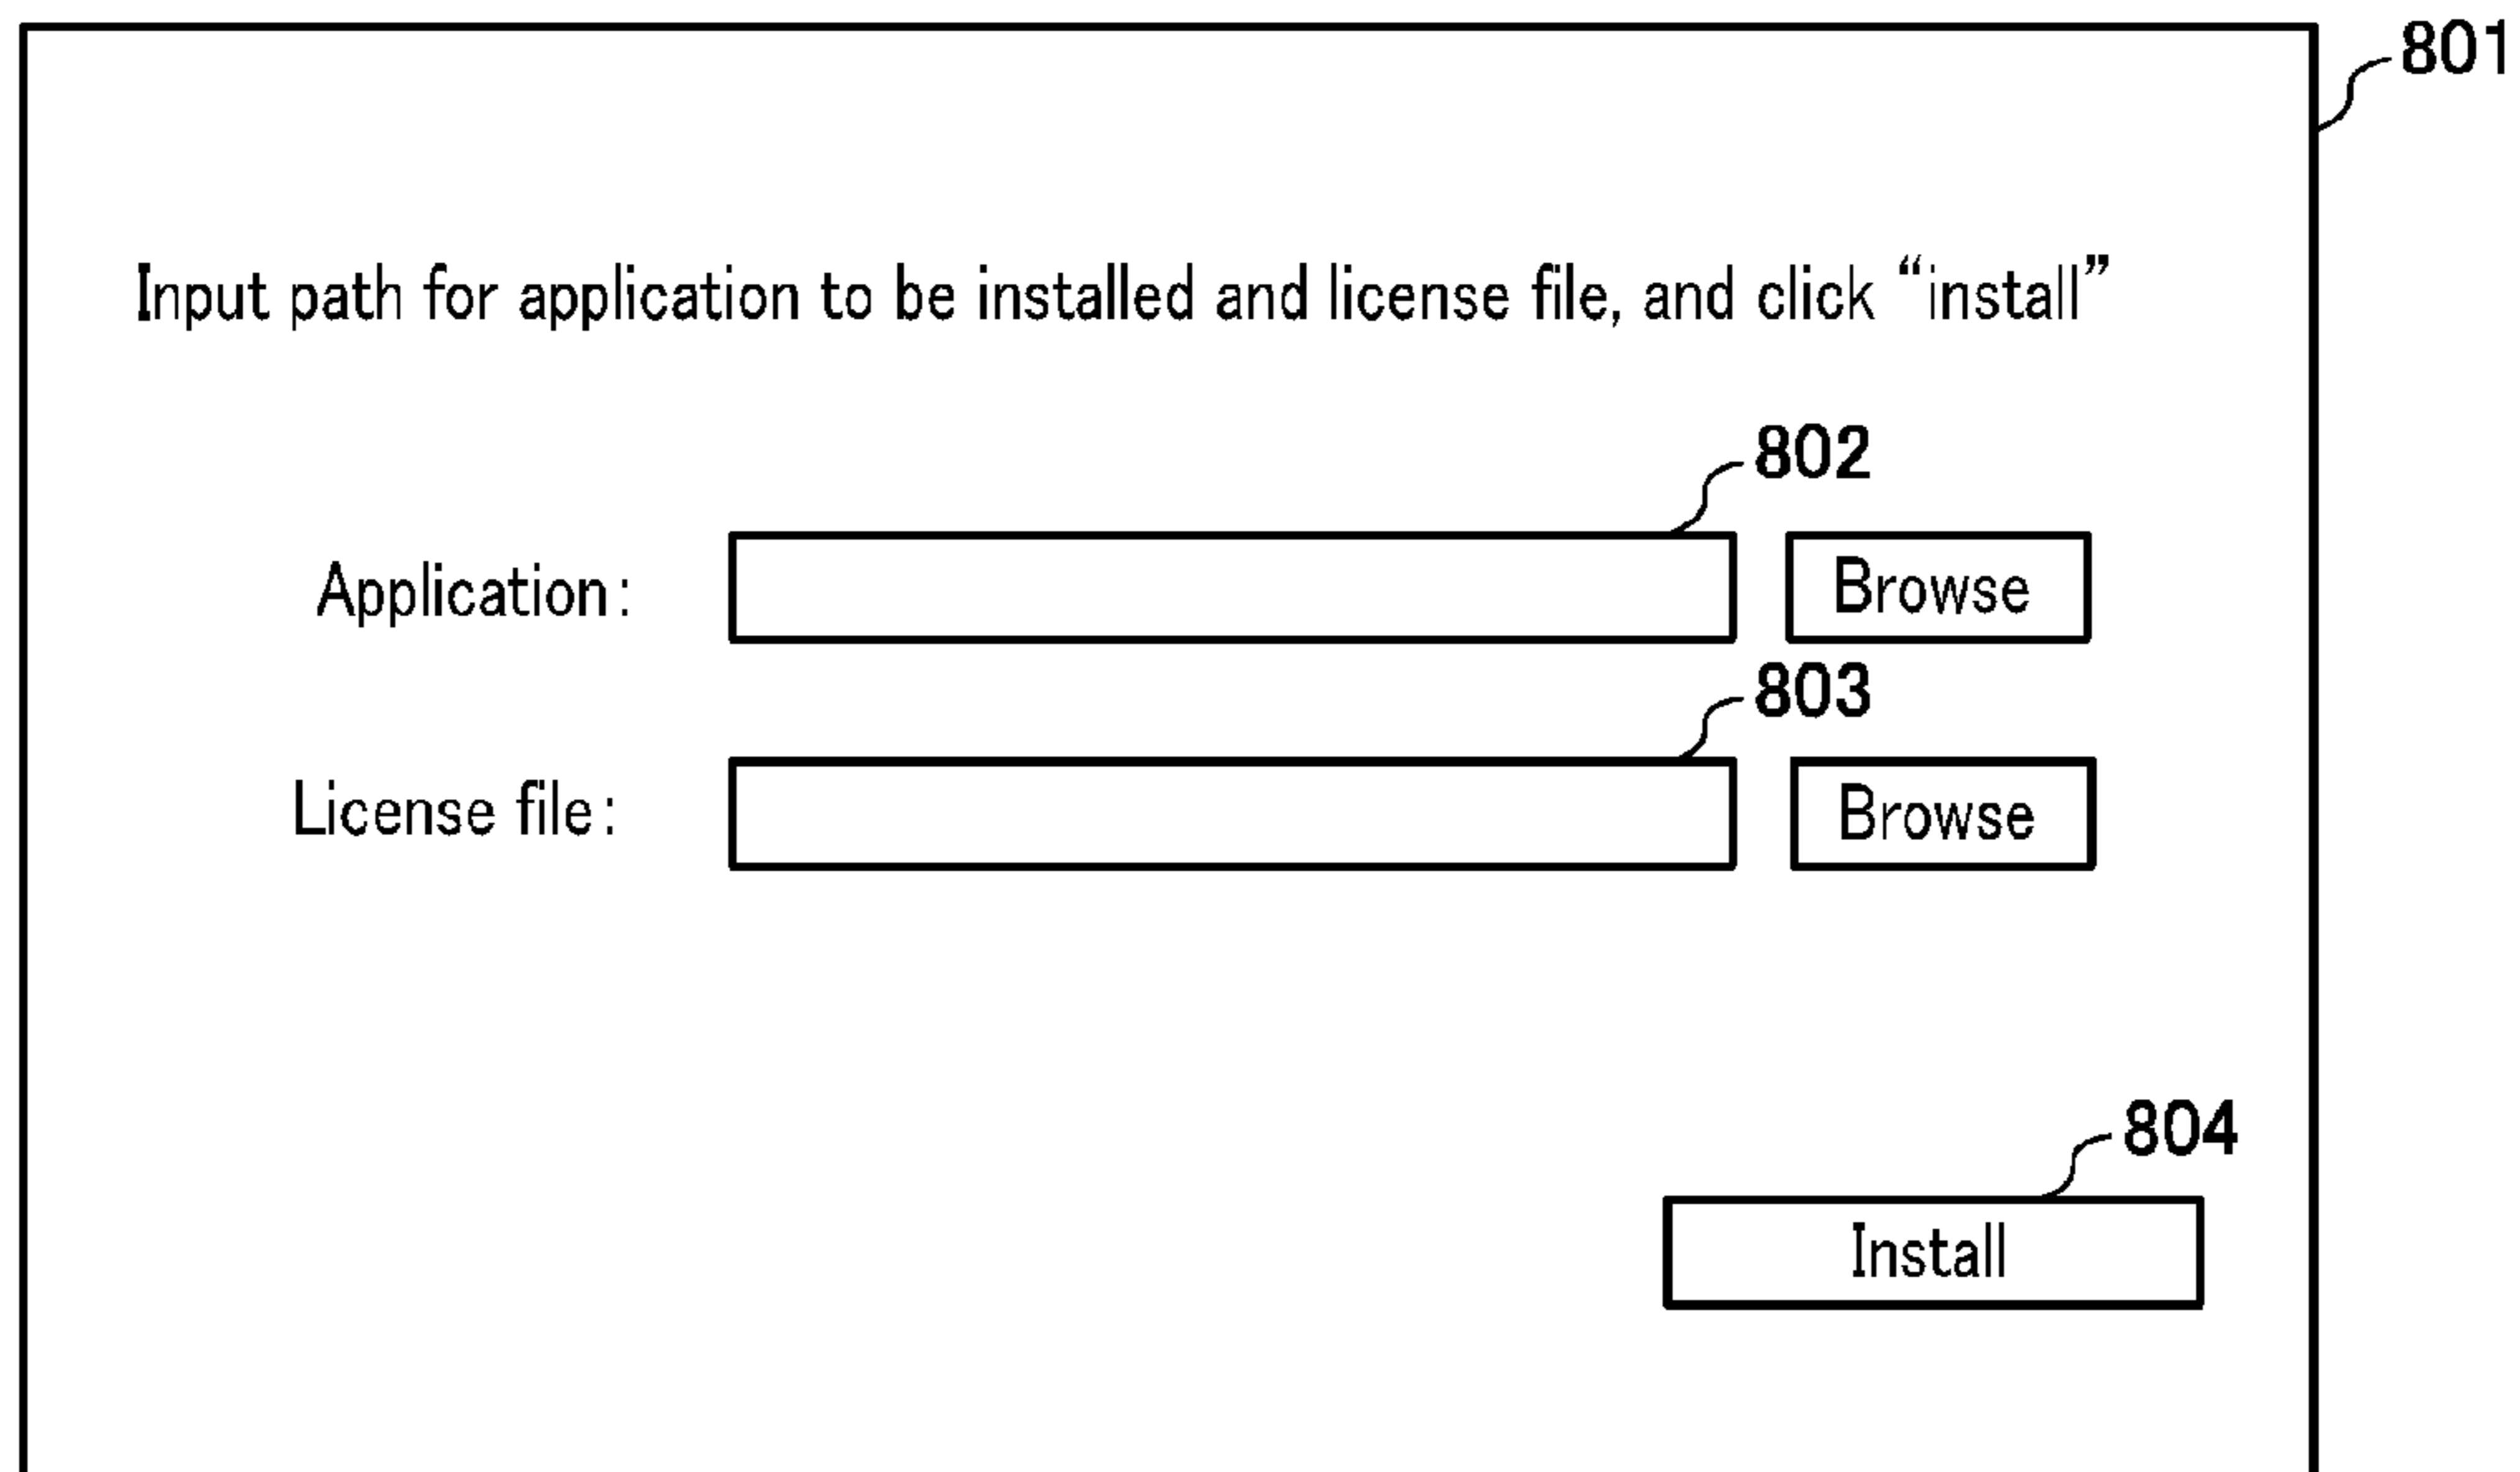 801
Input path for application to be installed and license file, and click “install”
802
Application: Browse
803
License file: Browse
804
Install